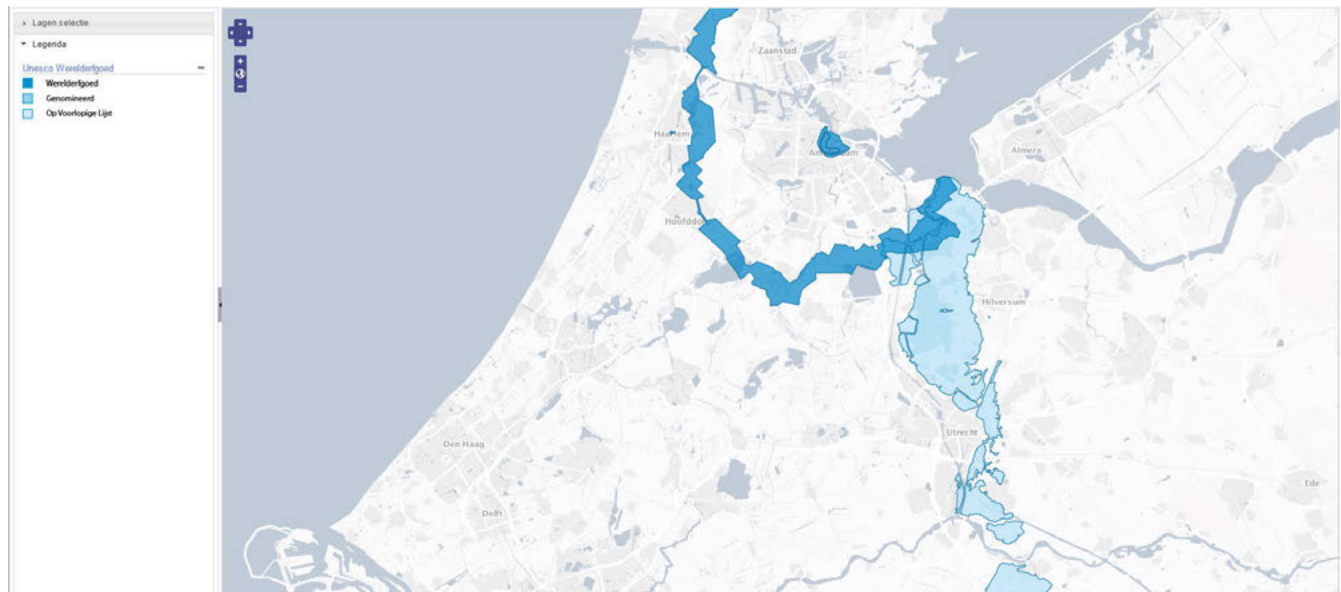 Lagen selectie
Legenda
Unesco Werelderfgoed
Werelderfgoed
Genomineerd
Op Voorlopige Lijst
Zaanstad
Haarlem
Amsterdam
Almere
Hoofddorp
Hilversum
Utrecht
Den Haag
Ede
Delft